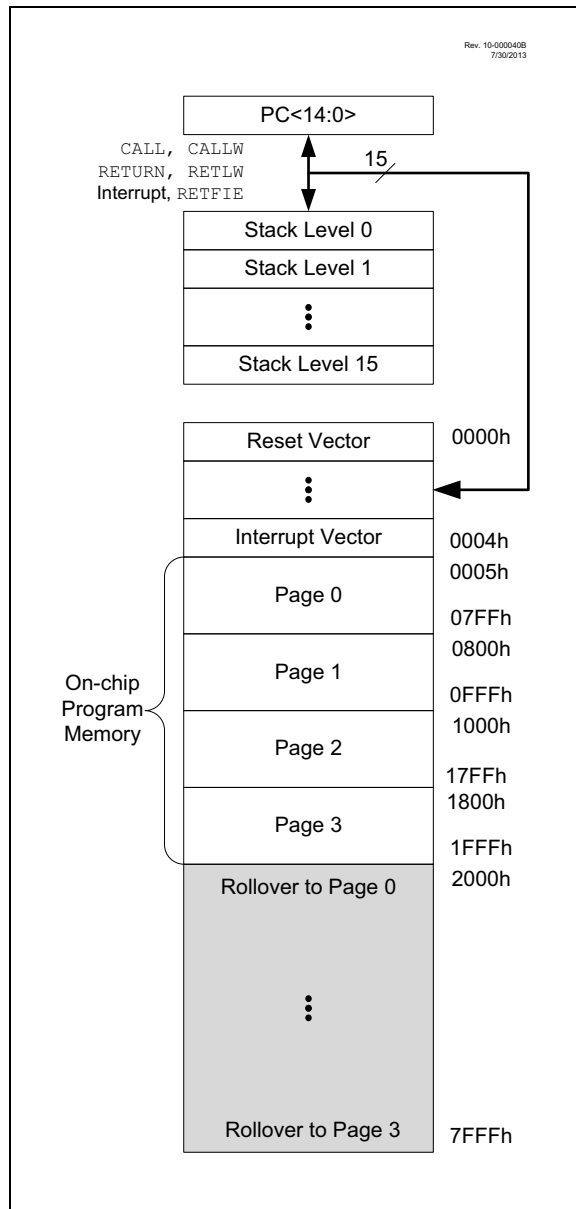 Rev. 10-000040B
7/30/2013
PC<14:0>
CALL, CALLW
RETURN, RETLW
Interrupt, RETFIE
15
Stack Level 0
Stack Level 1
Stack Level 15
Reset Vector
0000h
Interrupt Vector
0004h
0005h
Page 0
07FFh
0800h
Page 1
0FFFh
1000h
On-chip
Program
Memory
Page 2
17FFh
1800h
Page 3
1FFFh
2000h
Rollover to Page 0
Rollover to Page 3
7FFFh